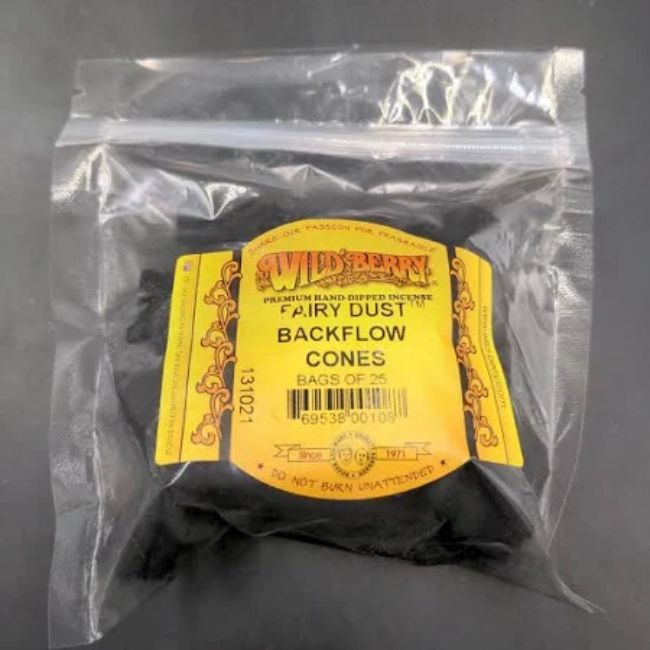 SHARE OUR PASSION FOR FRAGRANCE
WILD BERRY
PREMIUM HAND-DIPPED INCENSE
FAIRY DUST™
BACKFLOW
CONES
BAGS OF 25
131021
69538 00108
Since 1971
★ DO NOT BURN UNATTENDED ★